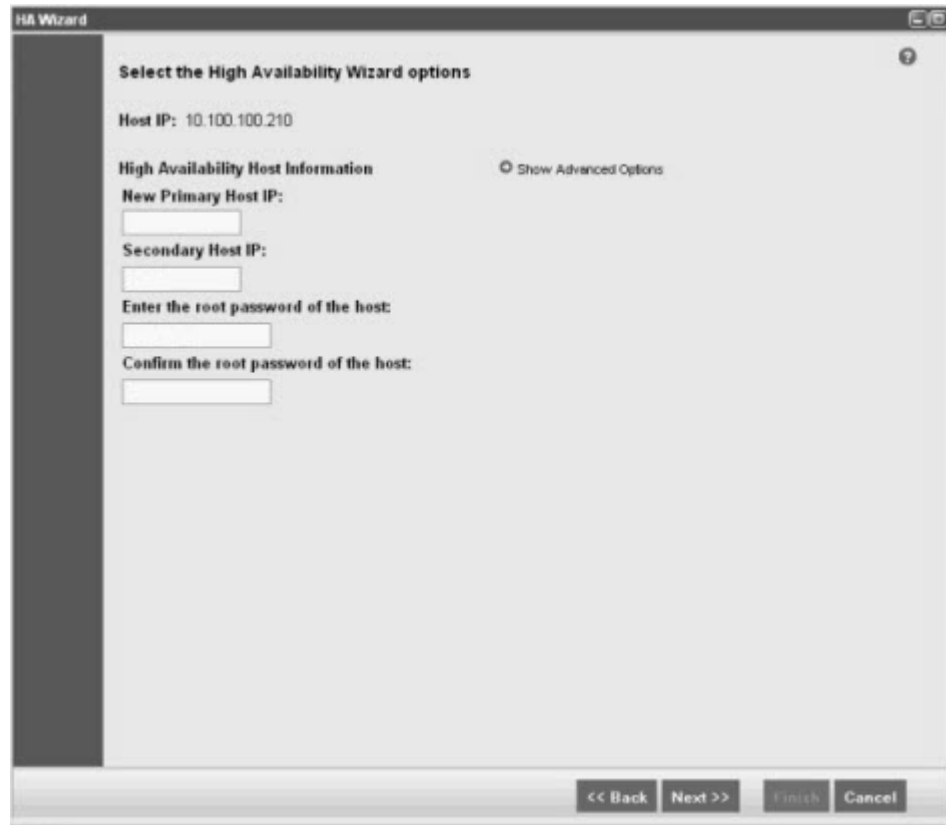 HA Wizard
Select the High Availability Wizard options
Host IP: 10.100.100.210
High Availability Host Information
Show Advanced Options
New Primary Host IP:
Secondary Host IP:
Enter the root password of the host:
Confirm the root password of the host:
<< Back Next >> Finish Cancel